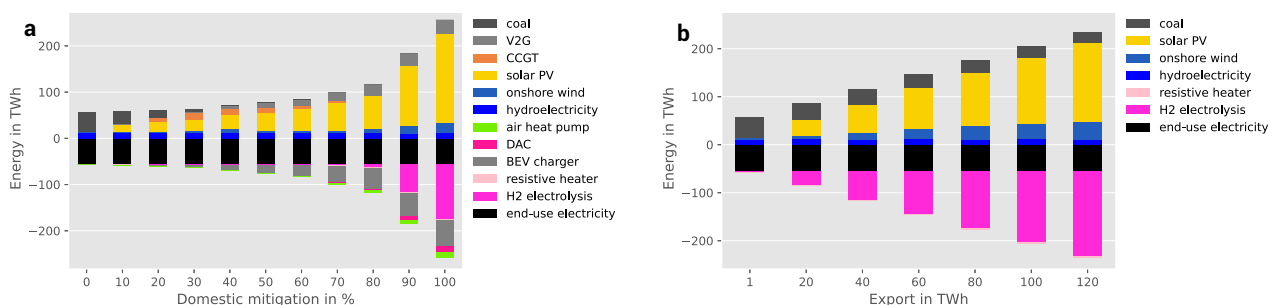 a
Energy in TWh
200
100
0
−100
−200
0 10 20 30 40 50 60 70 80 90 100
Domestic mitigation in %
coal
V2G
CCGT
solar PV
onshore wind
hydroelectricity
air heat pump
DAC
BEV charger
resistive heater
H2 electrolysis
end-use electricity
b
Energy in TWh
200
100
0
−100
−200
1 20 40 60 80 100 120
Export in TWh
coal
solar PV
onshore wind
hydroelectricity
resistive heater
H2 electrolysis
end-use electricity